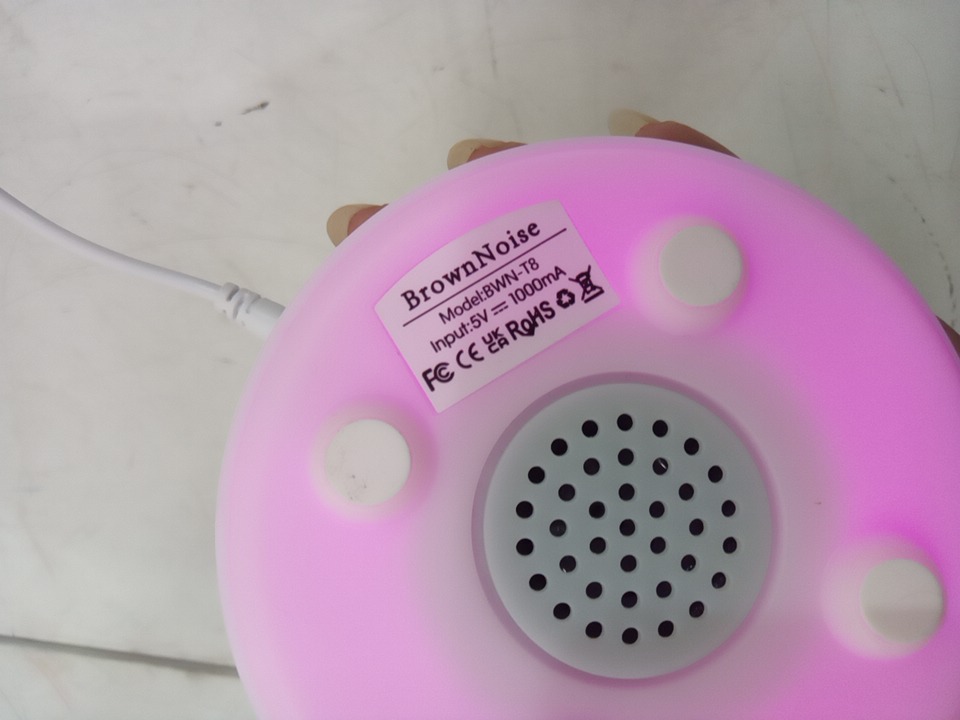 BrownNoise
Model:BWN-T8
Input:5V⎓1000mA
FC CE UK CA RoHS